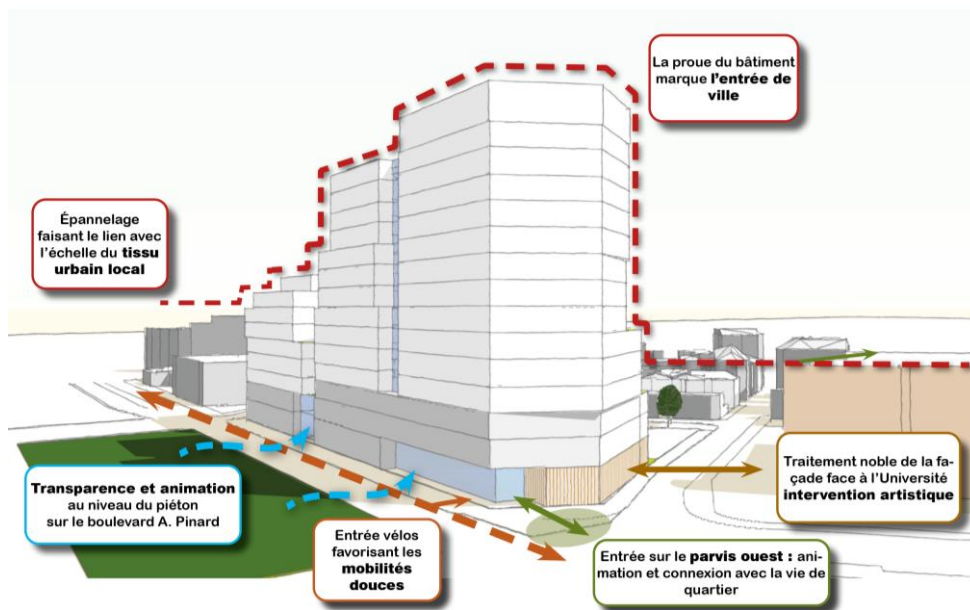 La proue du bâtiment
marque l'entrée de
ville
Épannelage
faisant le lien avec
l'échelle du tissu
urbain local
Transparence et animation
au niveau du piéton
sur le boulevard A. Pinard
Entrée vélos
favorisant les
mobilités
douces
Traitement noble de la fa-
çade face à l'Université
intervention artistique
Entrée sur le parvis ouest : ani-
mation et connexion avec la vie de
quartier